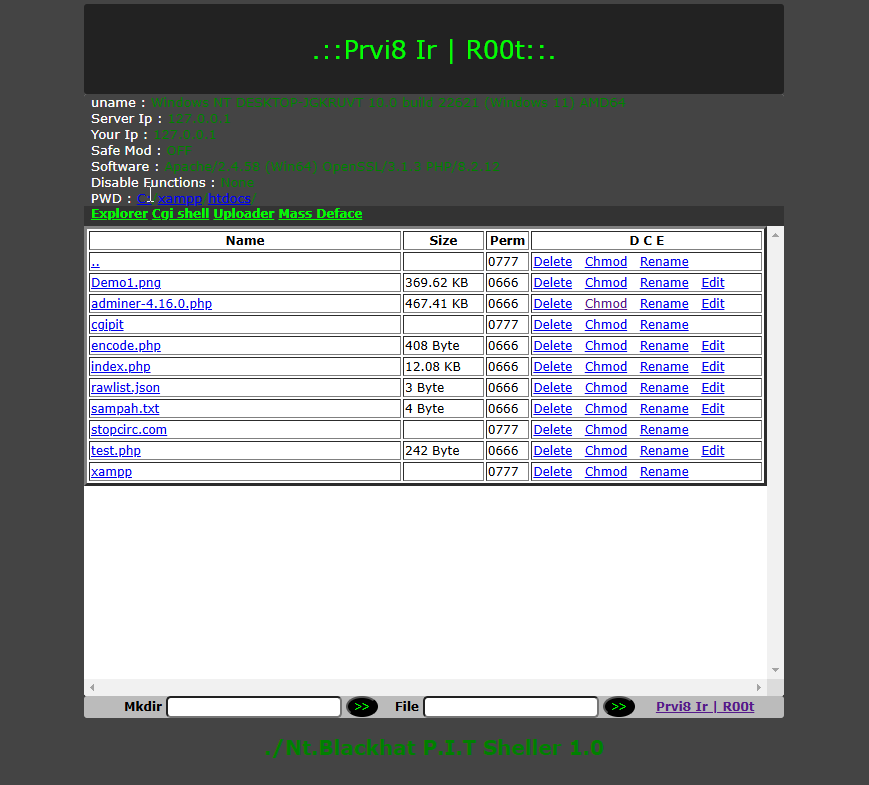 .::Prvi8 Ir | R00t::.
uname : Windows NT 10.0 build 22621 (Windows 11) AMD64
Server Ip : 127.0.0.1
Your Ip : 127.0.0.1
Safe Mod : OFF
Software : Apache/2.4.58 (Win64) OpenSSL/3.1.3 PHP/8.2.12
Disable Functions : None
PWD : C:/xampp/htdocs/
Explorer Cgi shell Uploader Mass Deface
Name Size Perm D C E
.. 0777 Delete Chmod Rename
Demo1.png 369.62 KB 0666 Delete Chmod Rename Edit
adminer-4.16.0.php 467.41 KB 0666 Delete Chmod Rename Edit
cgipit 0777 Delete Chmod Rename
encode.php 408 Byte 0666 Delete Chmod Rename Edit
index.php 12.08 KB 0666 Delete Chmod Rename Edit
rawlist.json 3 Byte 0666 Delete Chmod Rename Edit
sampah.txt 4 Byte 0666 Delete Chmod Rename Edit
stopcirc.com 0777 Delete Chmod Rename
test.php 242 Byte 0666 Delete Chmod Rename Edit
xampp 0777 Delete Chmod Rename
Mkdir >> File >> Prvi8 Ir | R00t
./Nt.Blackhat P.I.T Sheller 1.0